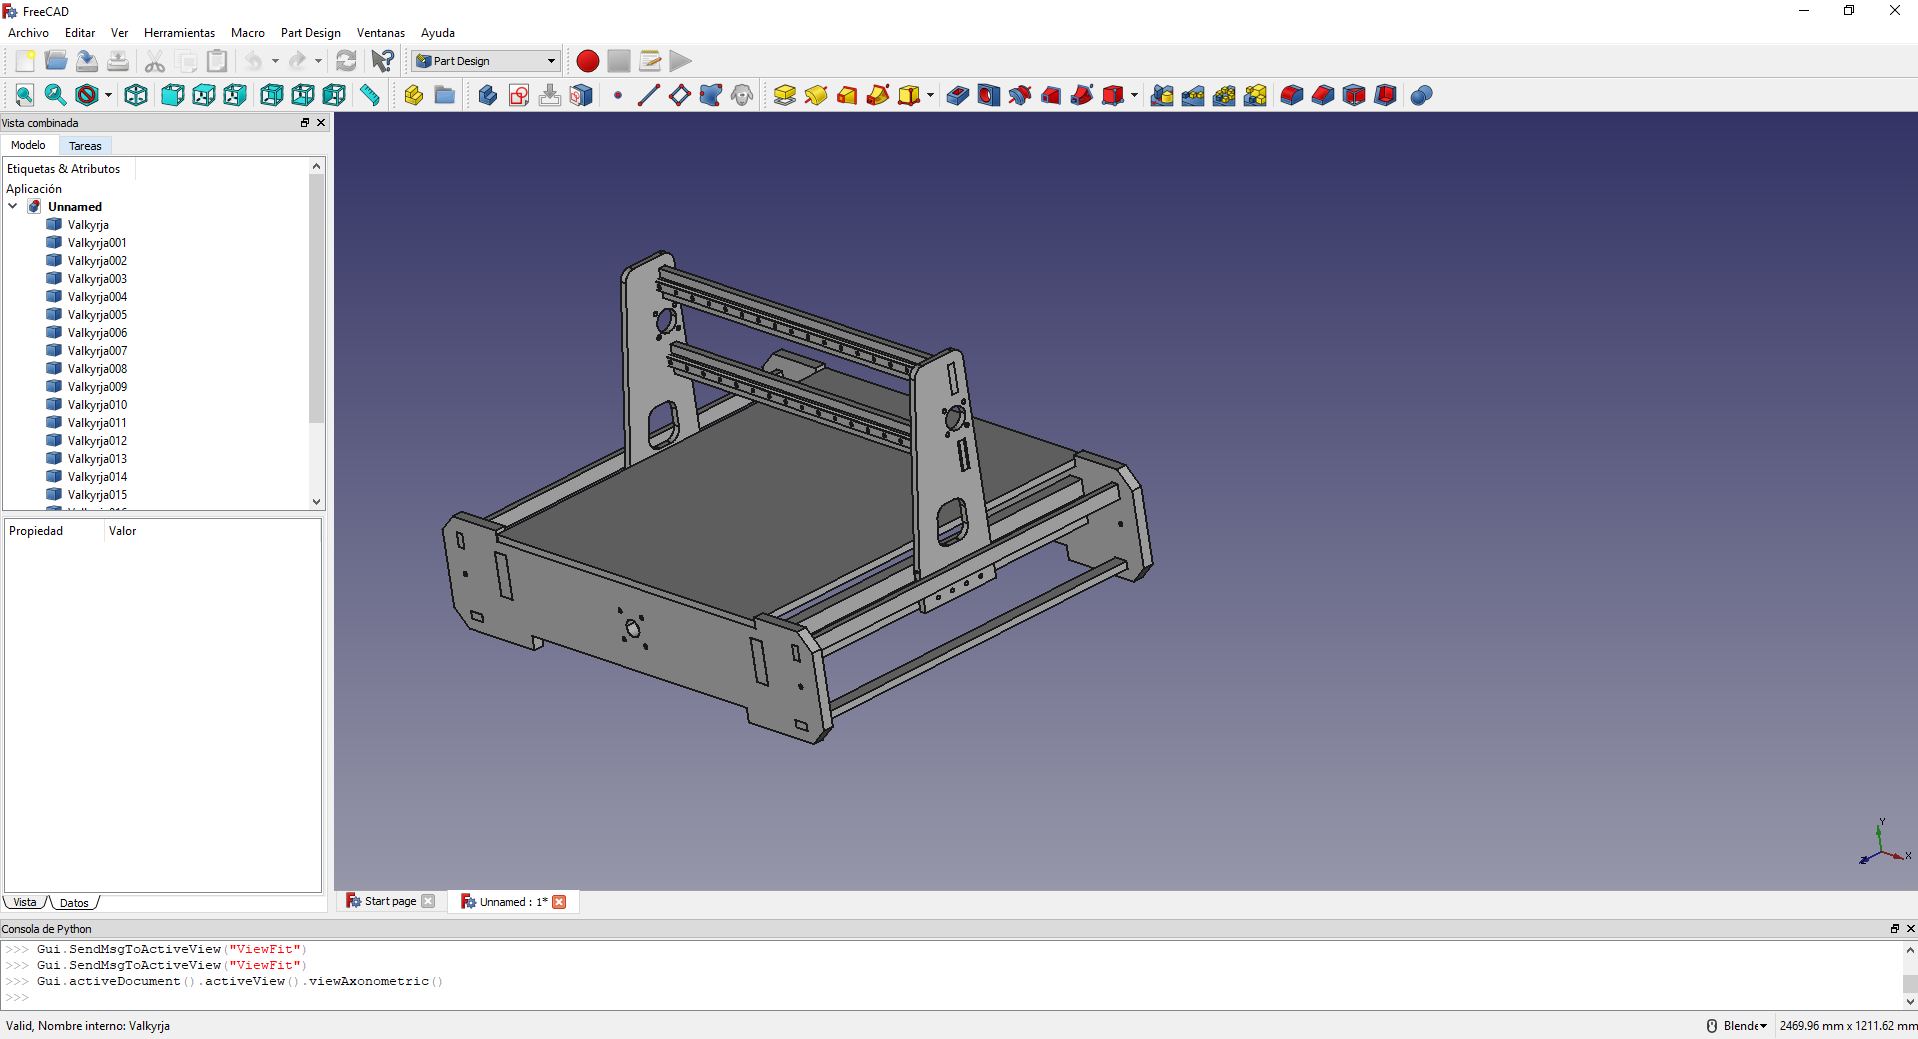 FreeCAD
Archivo Editar Ver Herramientas Macro Part Design Ventanas Ayuda
Part Design
Vista combinada
Modelo Tareas
Etiquetas & Atributos
Aplicación
Unnamed
Valkyrja
Valkyrja001
Valkyrja002
Valkyrja003
Valkyrja004
Valkyrja005
Valkyrja006
Valkyrja007
Valkyrja008
Valkyrja009
Valkyrja010
Valkyrja011
Valkyrja012
Valkyrja013
Valkyrja014
Valkyrja015
Propiedad Valor
Y
X
Vista Datos
Start page Unnamed : 1*
Consola de Python
>>> Gui.SendMsgToActiveView("ViewFit")
>>> Gui.SendMsgToActiveView("ViewFit")
>>> Gui.activeDocument().activeView().viewAxonometric()
>>>
Valid, Nombre interno: Valkyrja
Blende 2469.96 mm x 1211.62 mm